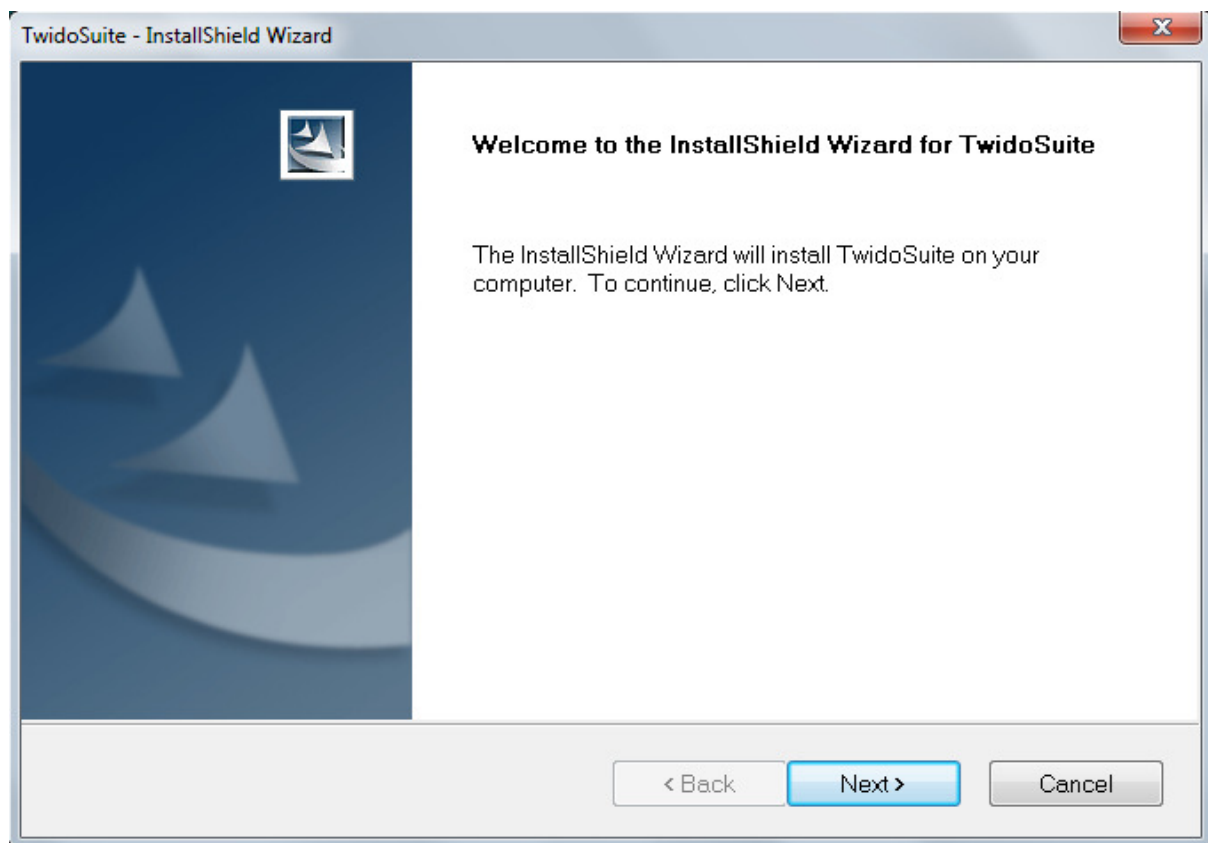 TwidoSuite - InstallShield Wizard
Welcome to the InstallShield Wizard for TwidoSuite
The InstallShield Wizard will install TwidoSuite on your
computer.  To continue, click Next.
< Back
Next >
Cancel